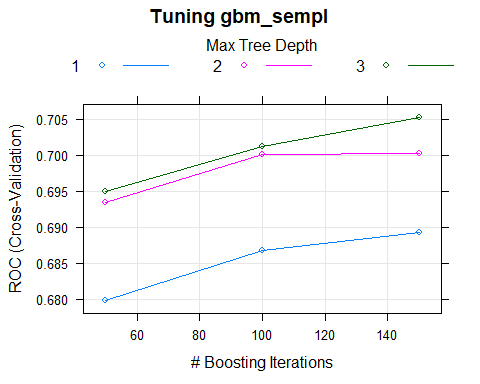 Tuning gbm_sempl
Max Tree Depth
1 2 3
ROC (Cross-Validation)
0.705
0.700
0.695
0.690
0.685
0.680
60 80 100 120 140
# Boosting Iterations